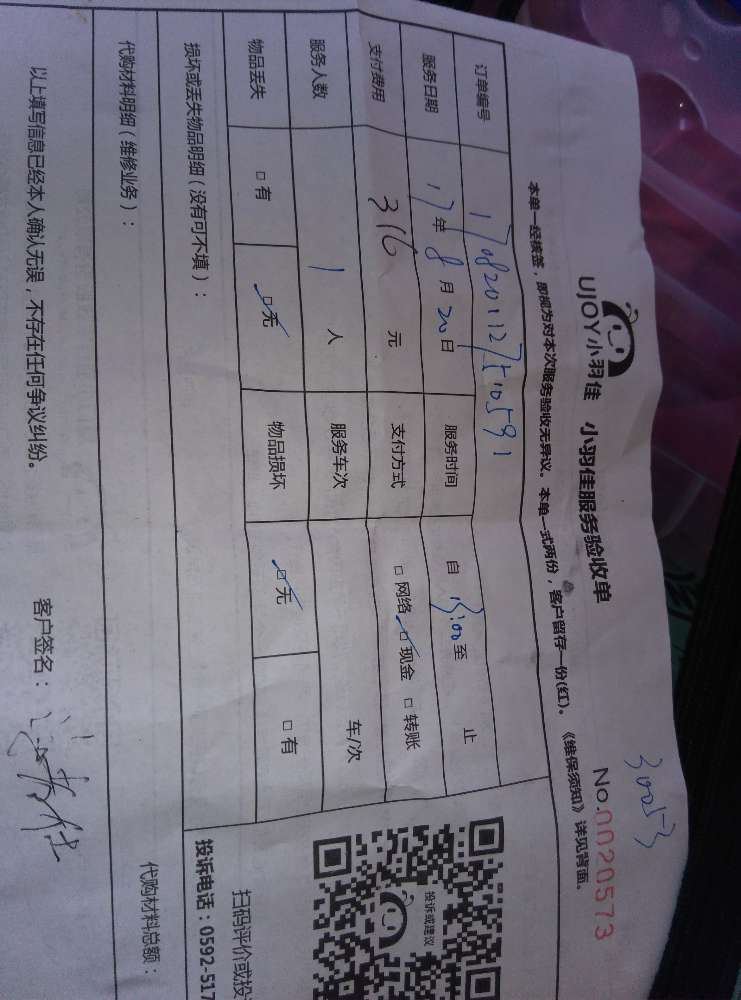 30053
UJOY小羽佳 小羽佳服务验收单
No.0020573
本单一经核签，即视为对本次服务验收无异议。本单一式两份，客户留存一份(红)。《维保须知》详见背面。
订单编号 1708201127510591
服务日期 17年8月20日 服务时间 自 13:00至 止
支付费用 316 元 支付方式 □网络 ☑现金 □转账
服务人数 1 人 服务车次 车/次
物品丢失 □有 ☑无 物品损坏 ☑无 □有
损坏或丢失物品明细（没有可不填）：
代购材料明细（维修业务）：
代购材料总额：
以上填写信息已经本人确认无误，不存在任何争议纠纷。 客户签名：
投诉或建议
扫码评价或投
投诉电话：0592-517